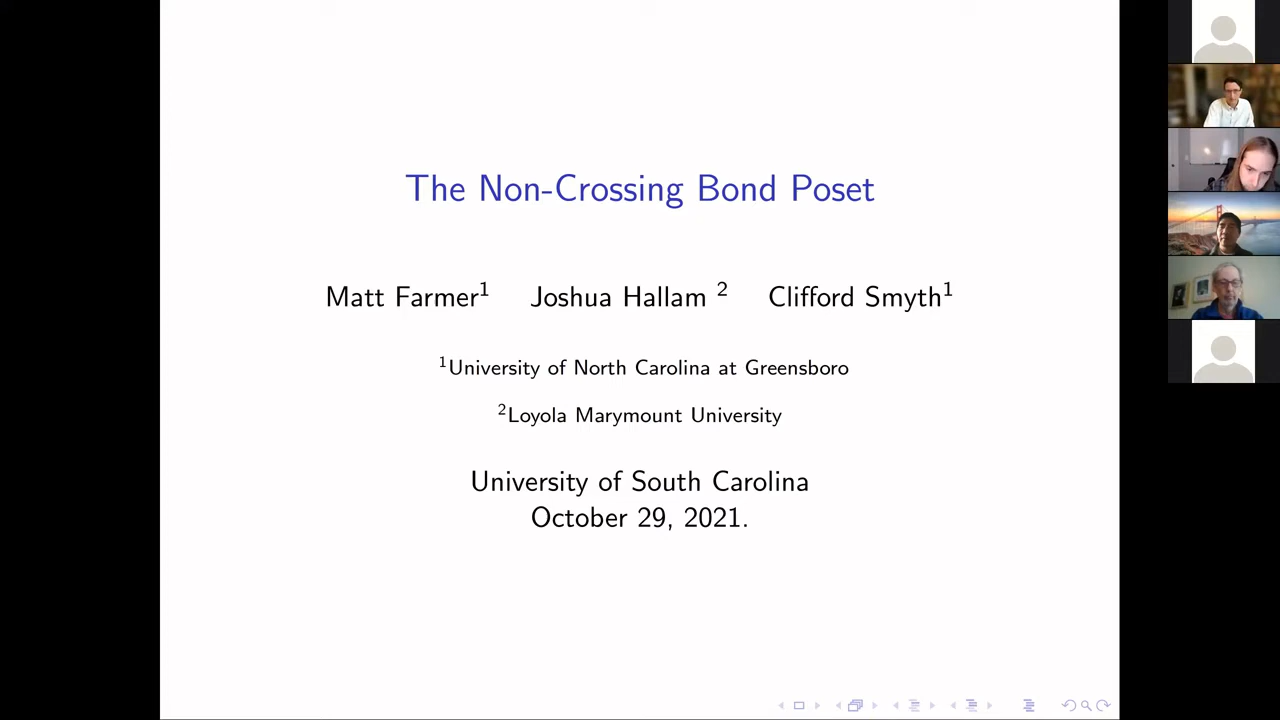 The Non-Crossing Bond Poset
Matt Farmer¹ Joshua Hallam ² Clifford Smyth¹
¹University of North Carolina at Greensboro
²Loyola Marymount University
University of South Carolina
October 29, 2021.